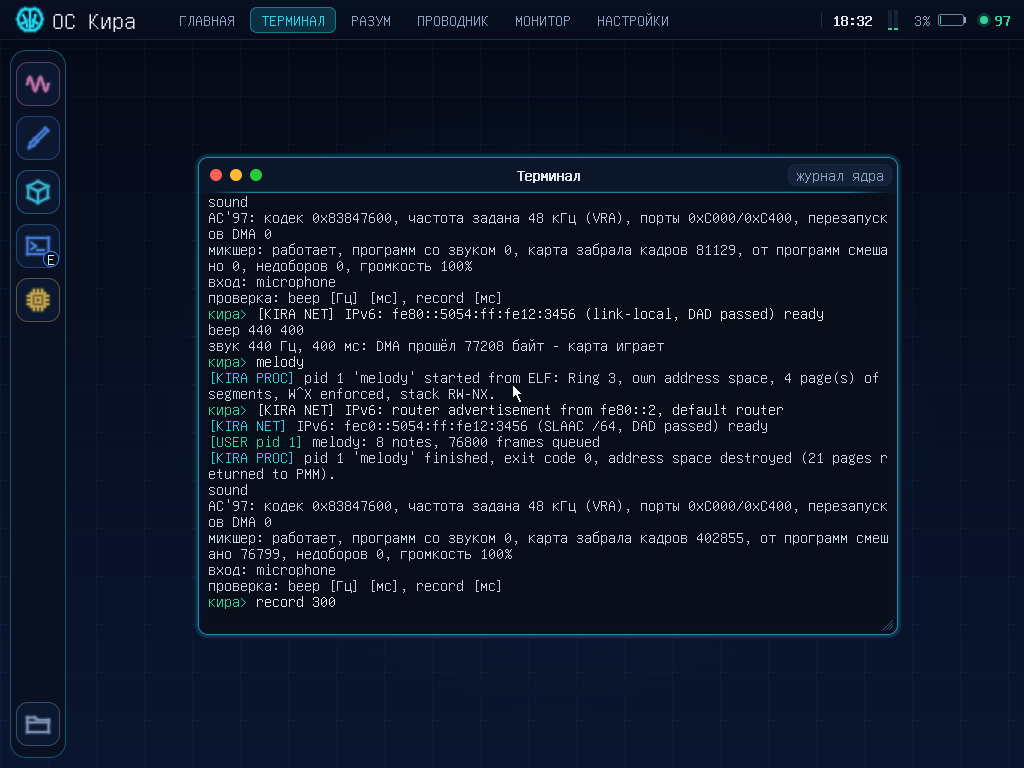 ОС Кира
ГЛАВНАЯ
ТЕРМИНАЛ
РАЗУМ
ПРОВОДНИК
МОНИТОР
НАСТРОЙКИ
18:32
3%
97
E
Терминал
журнал ядра
sound
AC'97: кодек 0x83847600, частота задана 48 кГц (VRA), порты 0xC000/0xC400, перезапуск
ов DMA 0
микшер: работает, программ со звуком 0, карта забрала кадров 81129, от программ смеша
но 0, недоборов 0, громкость 100%
вход: microphone
проверка: beep [Гц] [мс], record [мс]
кира> [KIRA NET] IPv6: fe80::5054:ff:fe12:3456 (link-local, DAD passed) ready
beep 440 400
звук 440 Гц, 400 мс: DMA прошёл 77208 байт - карта играет
кира> melody
[KIRA PROC] pid 1 'melody' started from ELF: Ring 3, own address space, 4 page(s) of
segments, W^X enforced, stack RW-NX.
кира> [KIRA NET] IPv6: router advertisement from fe80::2, default router
[KIRA NET] IPv6: fec0::5054:ff:fe12:3456 (SLAAC /64, DAD passed) ready
[USER pid 1] melody: 8 notes, 76800 frames queued
[KIRA PROC] pid 1 'melody' finished, exit code 0, address space destroyed (21 pages r
eturned to PMM).
sound
AC'97: кодек 0x83847600, частота задана 48 кГц (VRA), порты 0xC000/0xC400, перезапуск
ов DMA 0
микшер: работает, программ со звуком 0, карта забрала кадров 402855, от программ смеш
ано 76799, недоборов 0, громкость 100%
вход: microphone
проверка: beep [Гц] [мс], record [мс]
кира> record 300